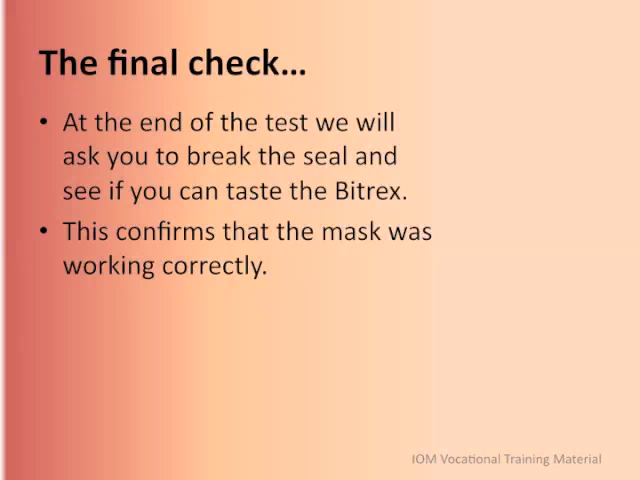 The final check...
• At the end of the test we will
ask you to break the seal and
see if you can taste the Bitrex.
• This confirms that the mask was
working correctly.
IOM Vocational Training Material